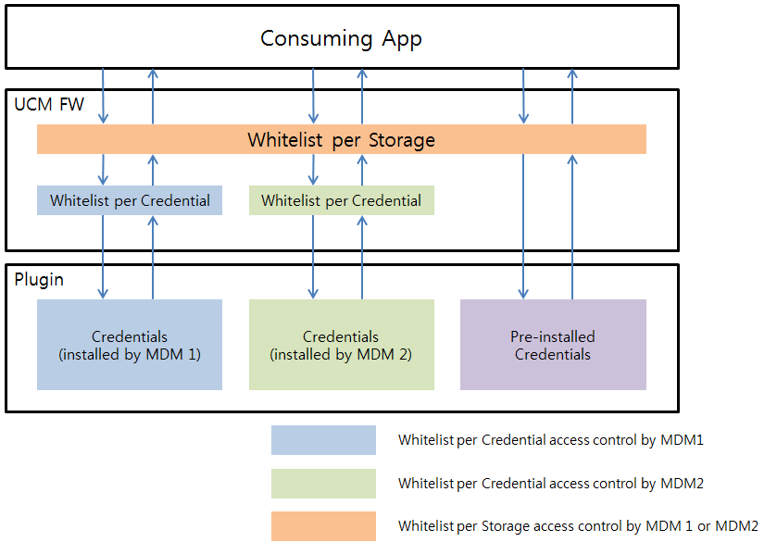 Consuming App
UCM FW
Whitelist per Storage
Whitelist per Credential
Whitelist per Credential
Plugin
Credentials
(installed by MDM 1)
Credentials
(installed by MDM 2)
Pre-installed
Credentials
Whitelist per Credential access control by MDM1
Whitelist per Credential access control by MDM2
Whitelist per Storage access control by MDM 1 or MDM2